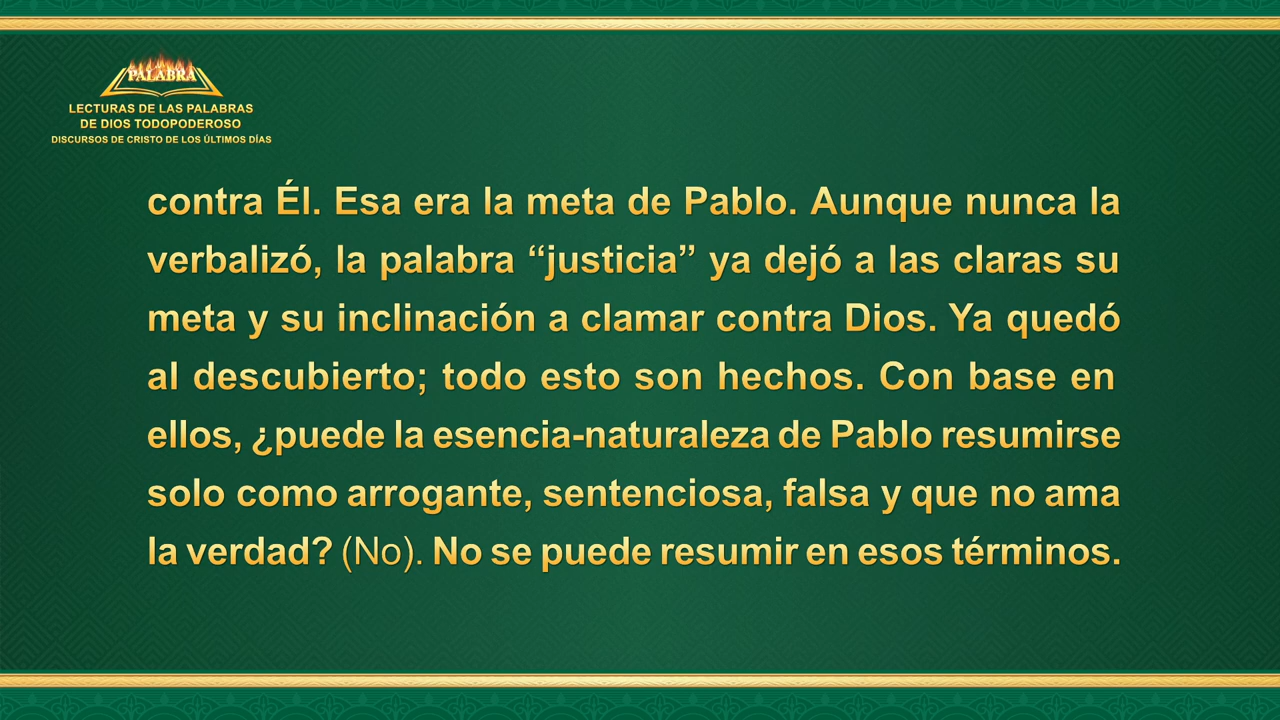 PALABRA
LECTURAS DE LAS PALABRAS
DE DIOS TODOPODEROSO
DISCURSOS DE CRISTO DE LOS ÚLTIMOS DÍAS
contra Él. Esa era la meta de Pablo. Aunque nunca la
verbalizó, la palabra “justicia” ya dejó a las claras su
meta y su inclinación a clamar contra Dios. Ya quedó
al descubierto; todo esto son hechos. Con base en
ellos, ¿puede la esencia-naturaleza de Pablo resumirse
solo como arrogante, sentenciosa, falsa y que no ama
la verdad? (No). No se puede resumir en esos términos.